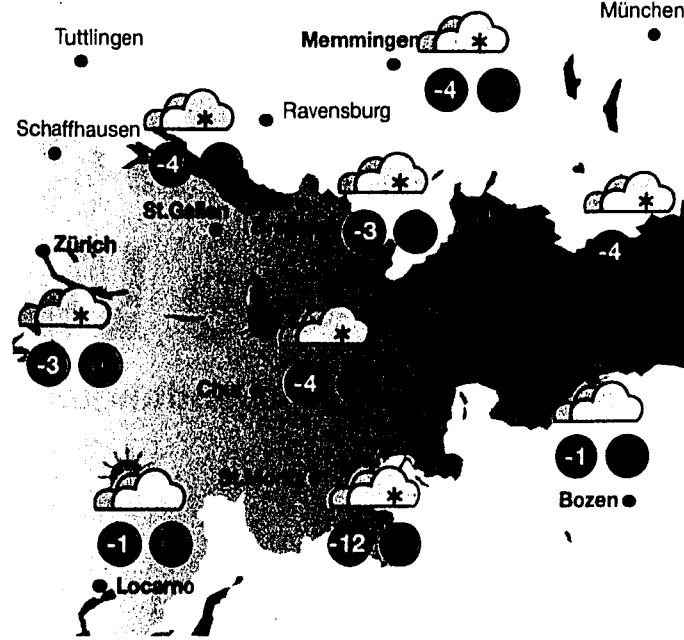 München
Tuttlingen
Memmingen
-4
Ravensburg
Schaffhausen
-4
St.Gallen
-3
-4
Zürich
-3
-4
-1
Bozen
-1
-12
Locarno